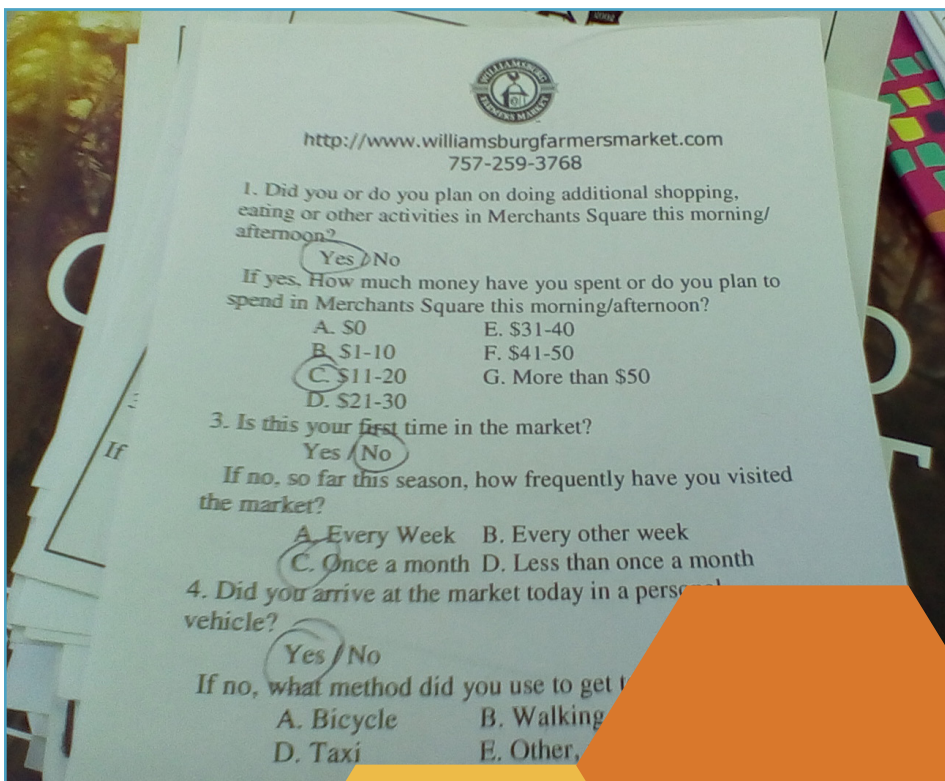 2002
WILLIAMSBURG
FARMERS MARKET
http://www.williamsburgfarmersmarket.com
757-259-3768
1. Did you or do you plan on doing additional shopping,
eating or other activities in Merchants Square this morning/
afternoon?
Yes / No
If yes, How much money have you spent or do you plan to
spend in Merchants Square this morning/afternoon?
A. $0 E. $31-40
B. $1-10 F. $41-50
C. $11-20 G. More than $50
D. $21-30
3. Is this your first time in the market?
Yes / No
If no, so far this season, how frequently have you visited
the market?
A. Every Week B. Every other week
C. Once a month D. Less than once a month
4. Did you arrive at the market today in a
vehicle?
Yes / No
If no, what method did you use to get
A. Bicycle B. Walking
D. Taxi E. Other,
If